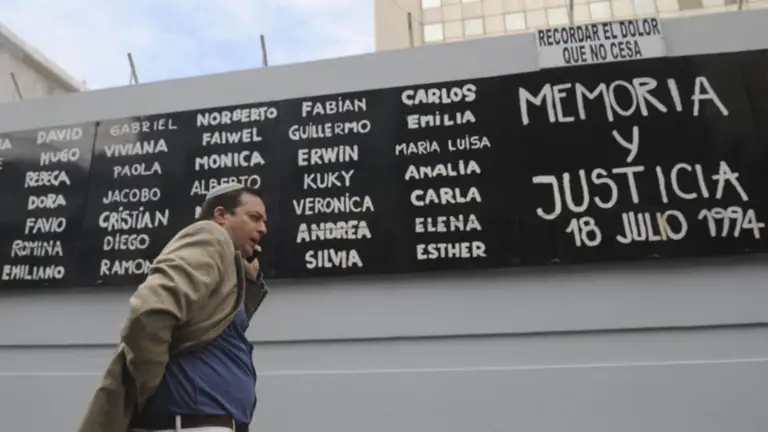 RECORDAR EL DOLOR
QUE NO CESA
DAVID
HUGO
REBECA
DORA
FAVIO
ROMINA
EMILIANO
GABRIEL
VIVIANA
PAOLA
JACOBO
CRISTIAN
DIEGO
RAMON
NORBERTO
FAIWEL
MONICA
ALBERTO
FABIAN
GUILLERMO
ERWIN
KUKY
VERONICA
ANDREA
SILVIA
CARLOS
EMILIA
MARIA LUISA
ANALIA
CARLA
ELENA
ESTHER
MEMORIA
y
JUSTICIA
18 JULIO 1994